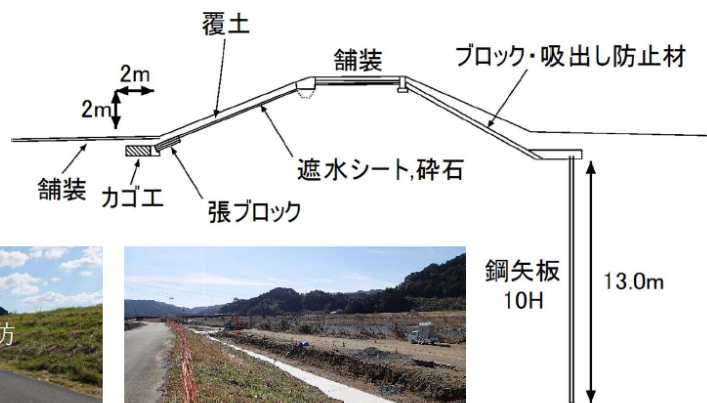 覆土
舗装
ブロック・吸出し防止材
2m
2m
遮水シート,砕石
舗装
カゴ工
張ブロック
鋼矢板
10H
13.0m
防